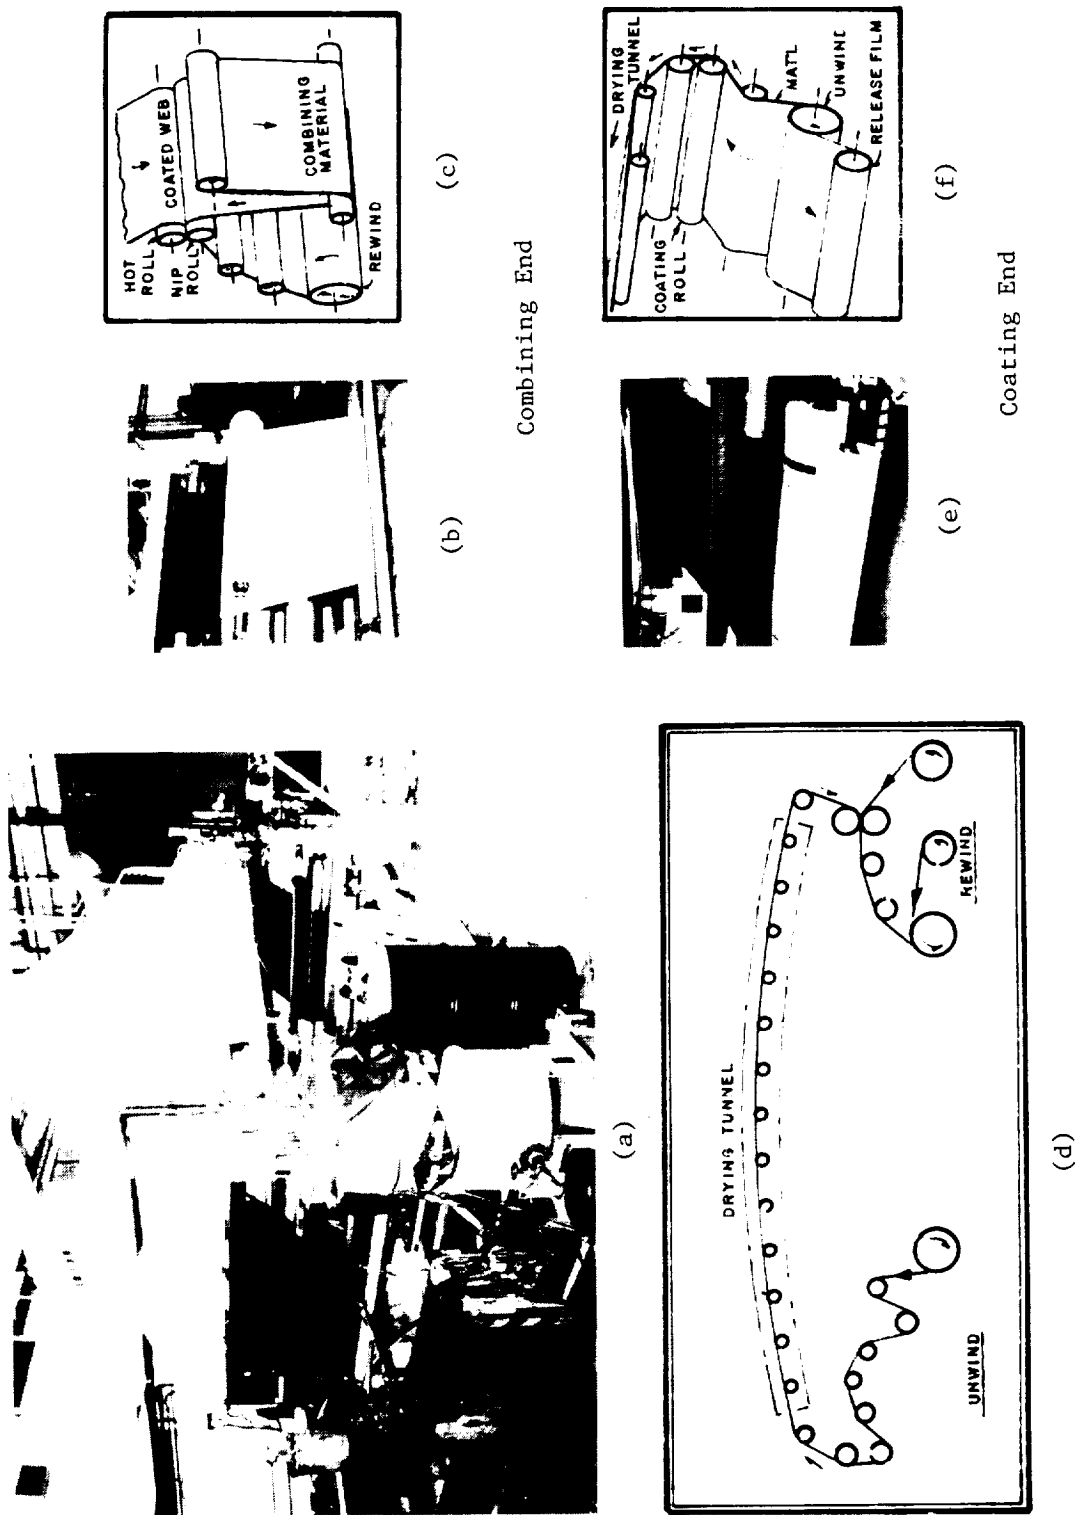 (a)
(b)
HOT
ROLL
NIP
ROLL
COATED WEB
COMBINING
MATERIAL
REWIND
(c)
Combining End
DRYING TUNNEL
UNWIND
REWIND
(d)
(e)
DRYING
TUNNEL
COATING
ROLL
MAT'L
UNWIND
RELEASE FILM
(f)
Coating End